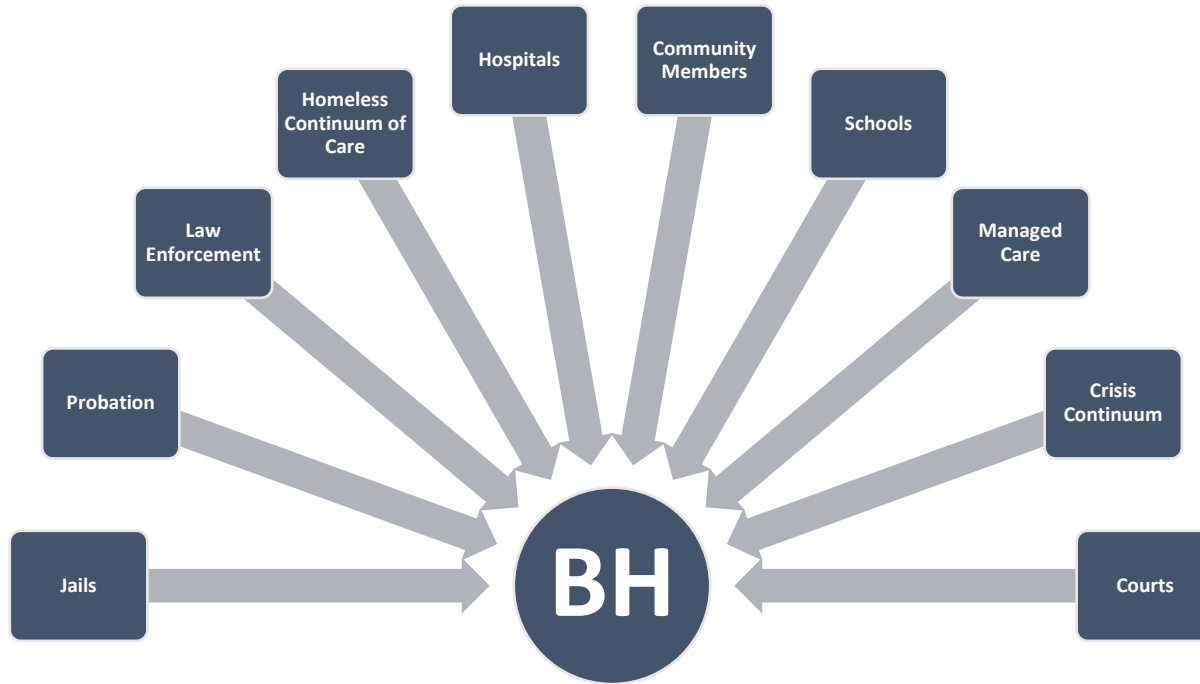 Hospitals
Community
Members
Homeless
Continuum of
Care
Schools
Law
Enforcement
Managed
Care
Probation
Crisis
Continuum
Jails
BH
Courts